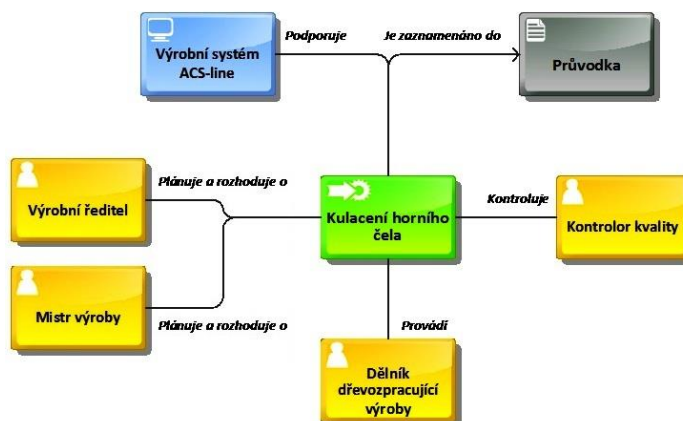 Podporuje
Je zaznamenáno do
Výrobní systém
ACS-line
Průvodka
Plánuje a rozhoduje o
Výrobní ředitel
Kulacení horního
čela
Kontroluje
Kontrolor kvality
Mistr výroby
Plánuje a rozhoduje o
Provádí
Dělník
dřevozpracující
výroby